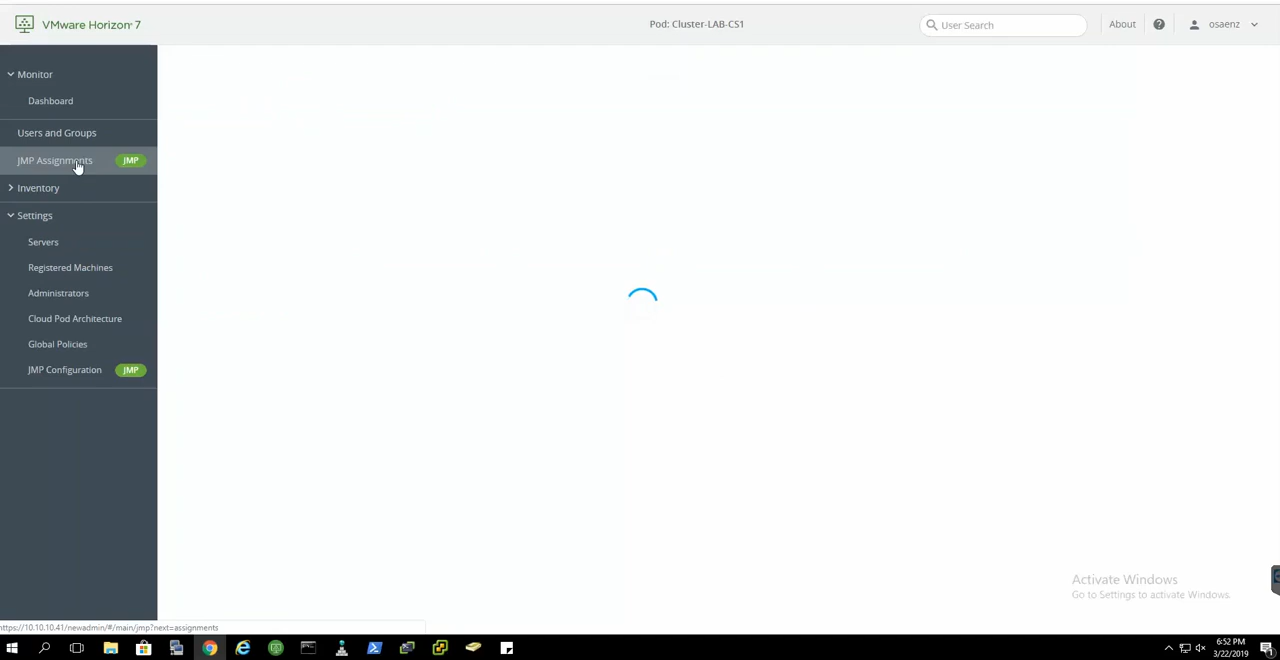 VMware Horizon® 7
Pod: Cluster-LAB-CS1
User Search
About
osaenz
Monitor
Dashboard
Users and Groups
JMP Assignments JMP
Inventory
Settings
Servers
Registered Machines
Administrators
Cloud Pod Architecture
Global Policies
JMP Configuration JMP
Activate Windows
Go to Settings to activate Windows.
https://10.10.10.41/newadmin/#/main/jmp?next=assignments
6:52 PM
3/22/2019